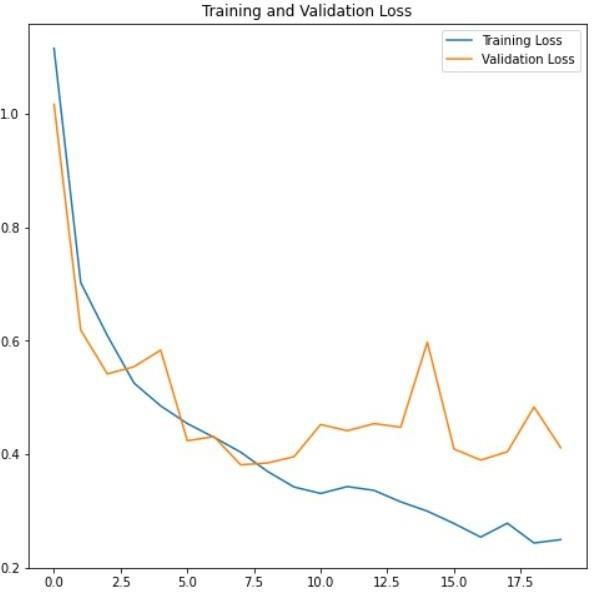 Training and Validation Loss
Training Loss
Validation Loss
1.0
0.8
0.6
0.4
0.2
0.0 2.5 5.0 7.5 10.0 12.5 15.0 17.5